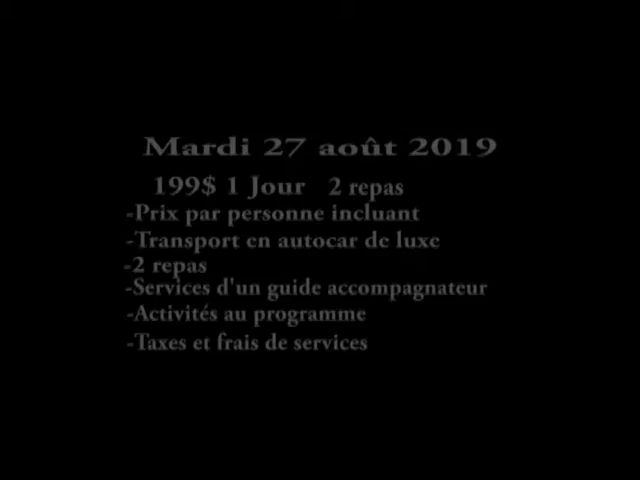 Mardi 27 août 2019
199$ 1 Jour 2 repas
-Prix par personne incluant
-Transport en autocar de luxe
-2 repas
-Services d'un guide accompagnateur
-Activités au programme
-Taxes et frais de services